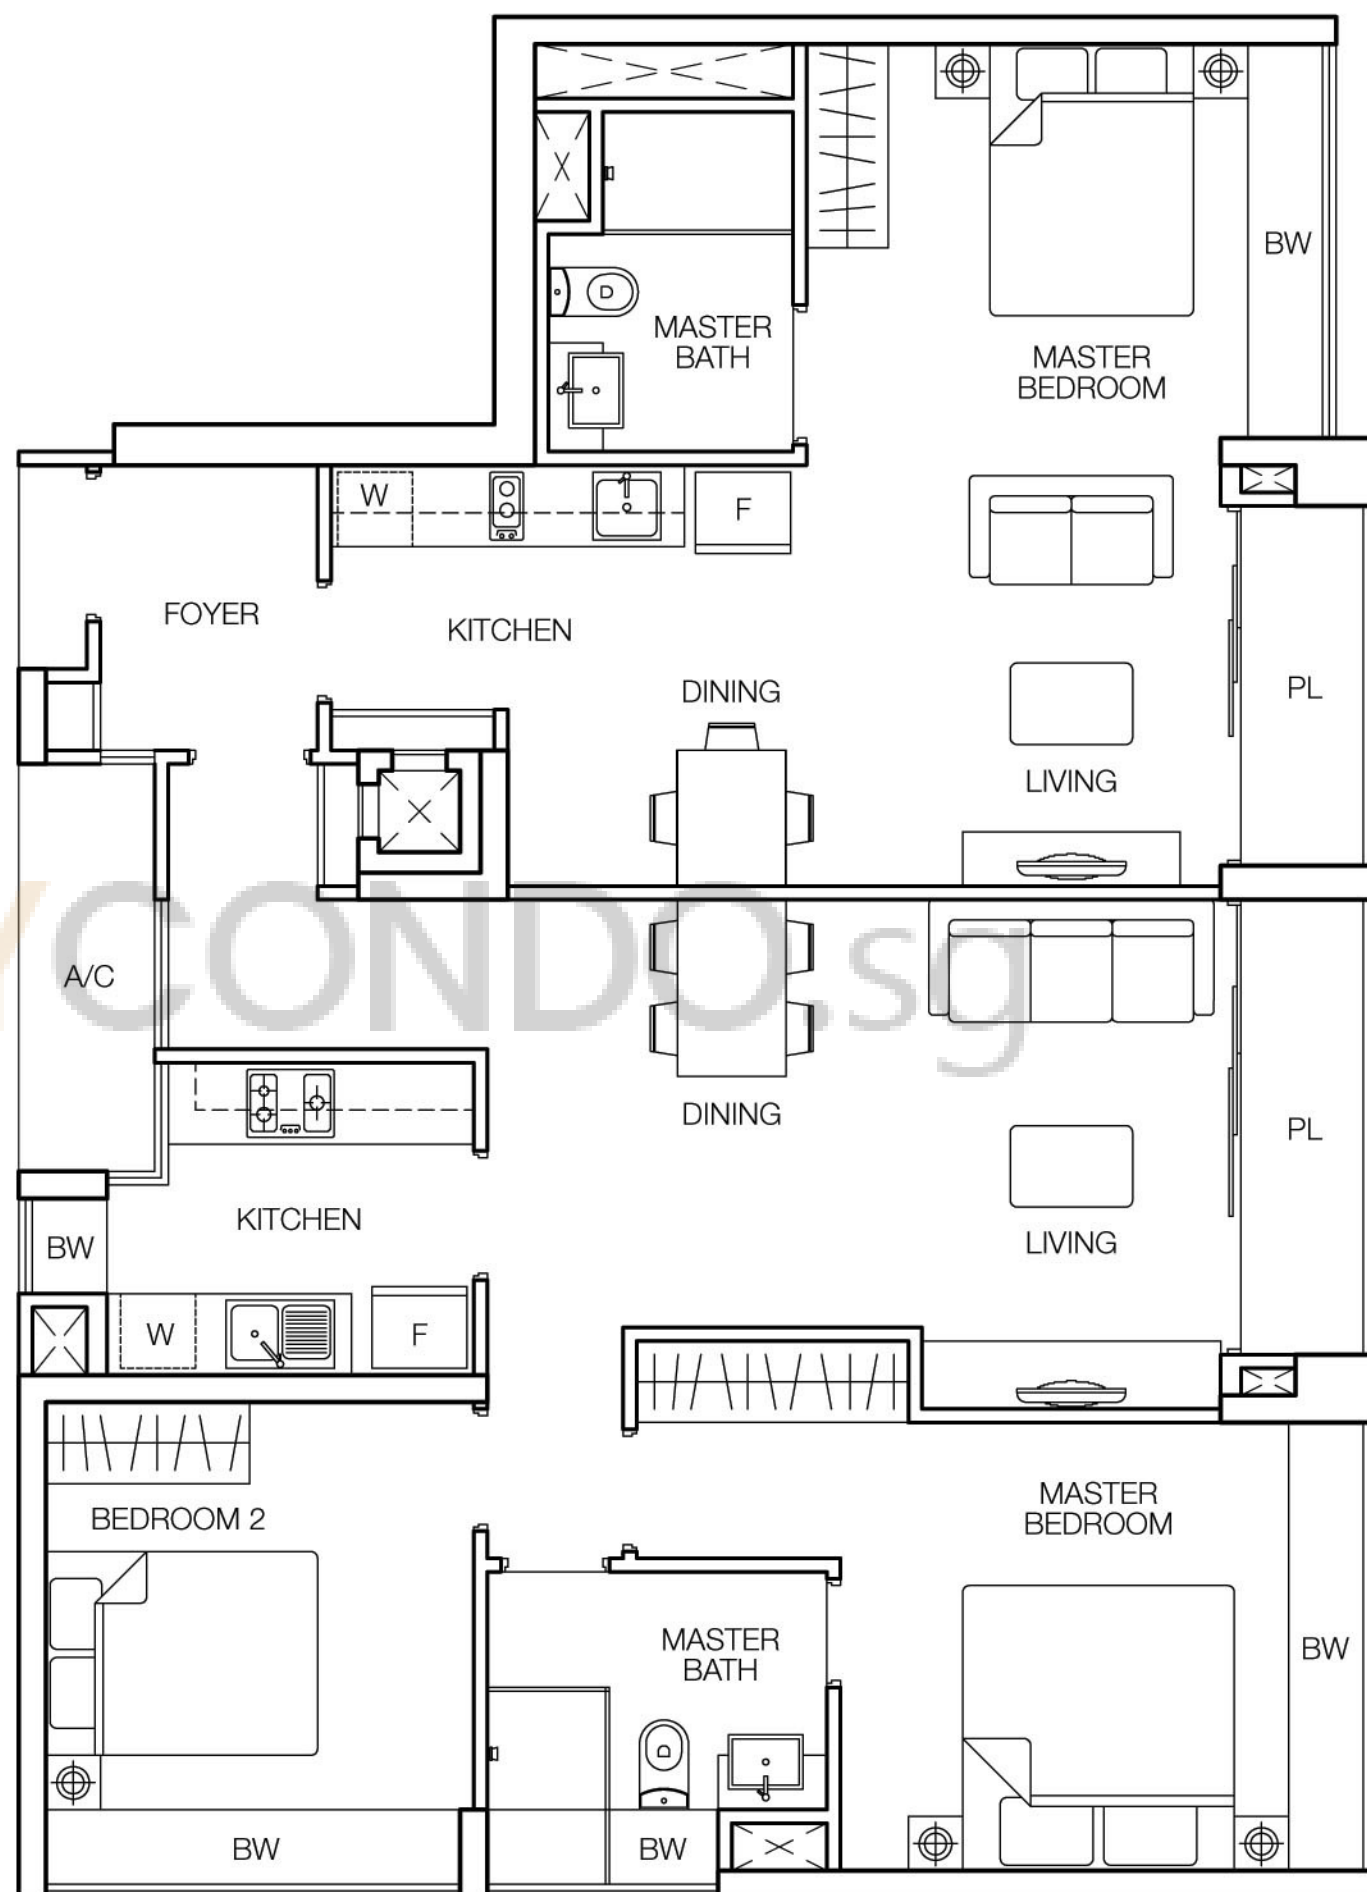 BW
D
MASTER
BATH
MASTER
BEDROOM
W
F
FOYER
KITCHEN
DINING
PL
LIVING
YCONDO.sg
A/C
DINING
PL
KITCHEN
LIVING
BW
W
F
BEDROOM 2
MASTER
BEDROOM
MASTER
BATH
BW
D
BW
BW